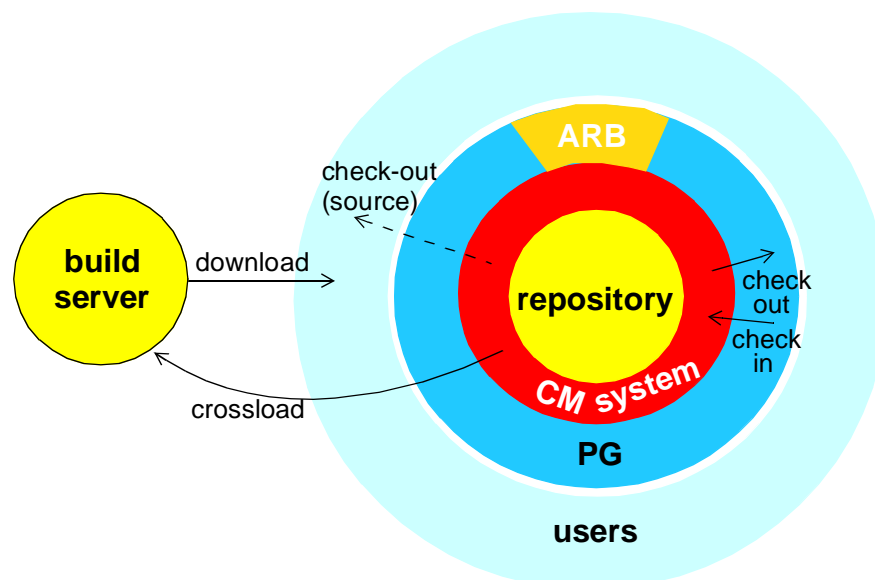 ARB
check-out
(source)
build
server
download
repository
check
out
check
in
CM system
crossload
PG
users